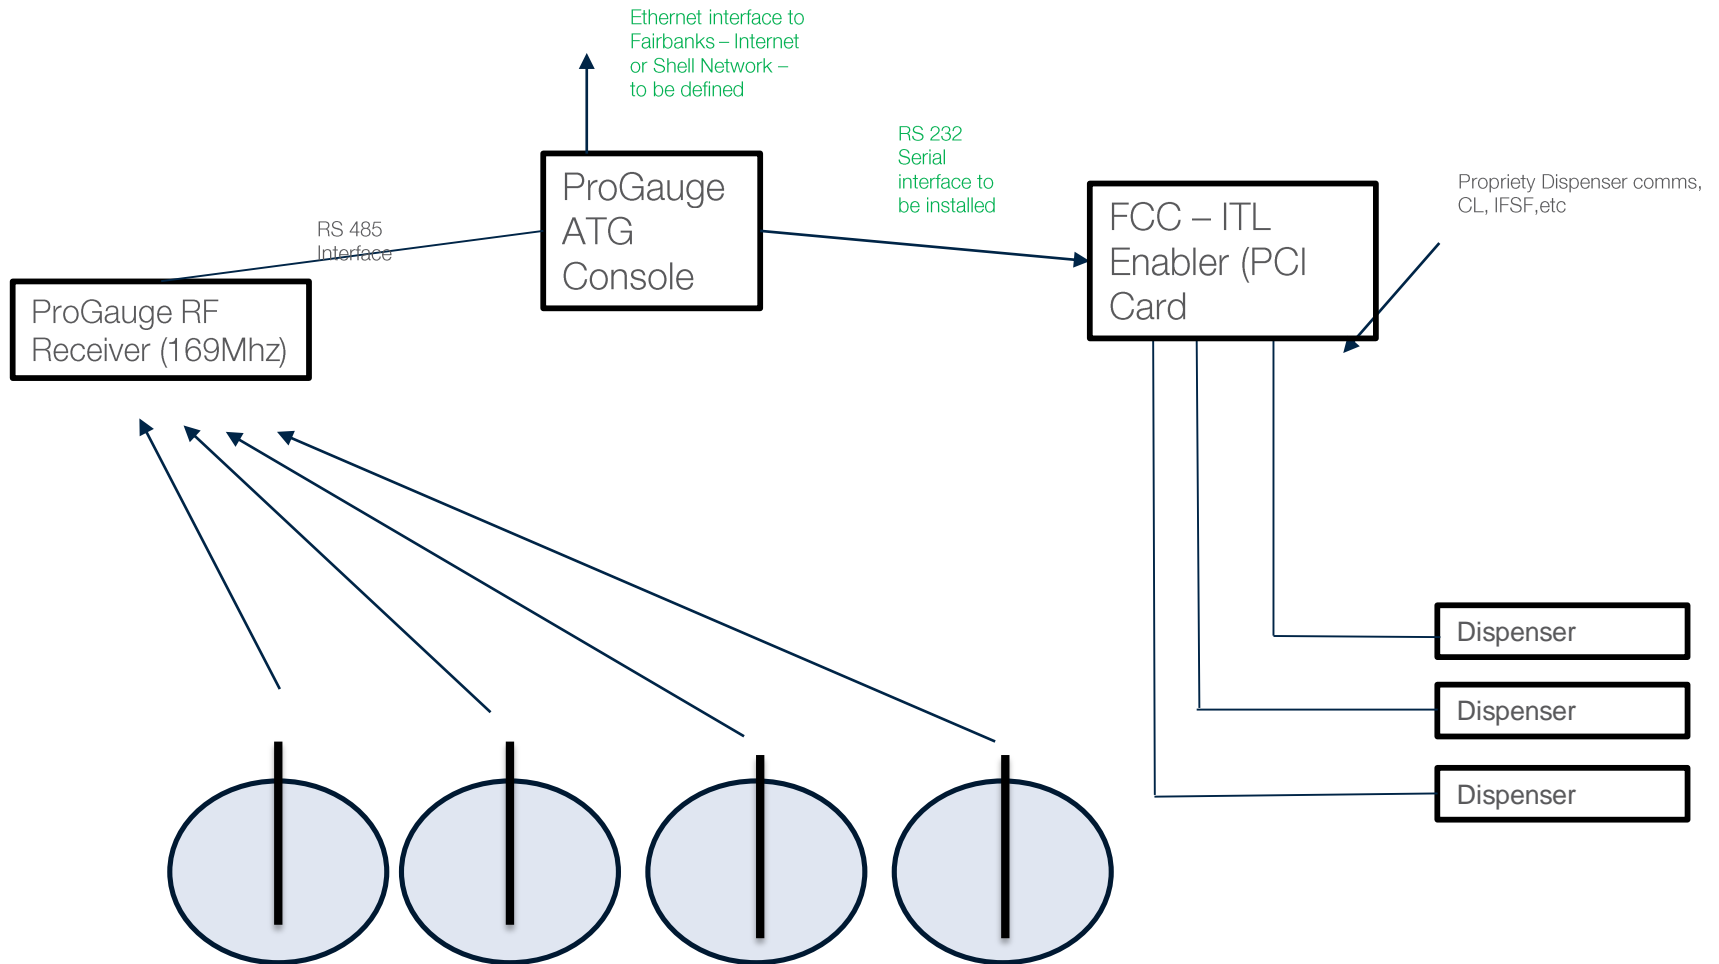 Ethernet interface to
Fairbanks – Internet
or Shell Network –
to be defined
RS 232
Serial
interface to
be installed
ProGauge
ATG
Console
Propriety Dispenser comms,
CL, IFSF,etc
FCC – ITL
Enabler (PCI
Card
RS 485
Interface
ProGauge RF
Receiver (169Mhz)
Dispenser
Dispenser
Dispenser